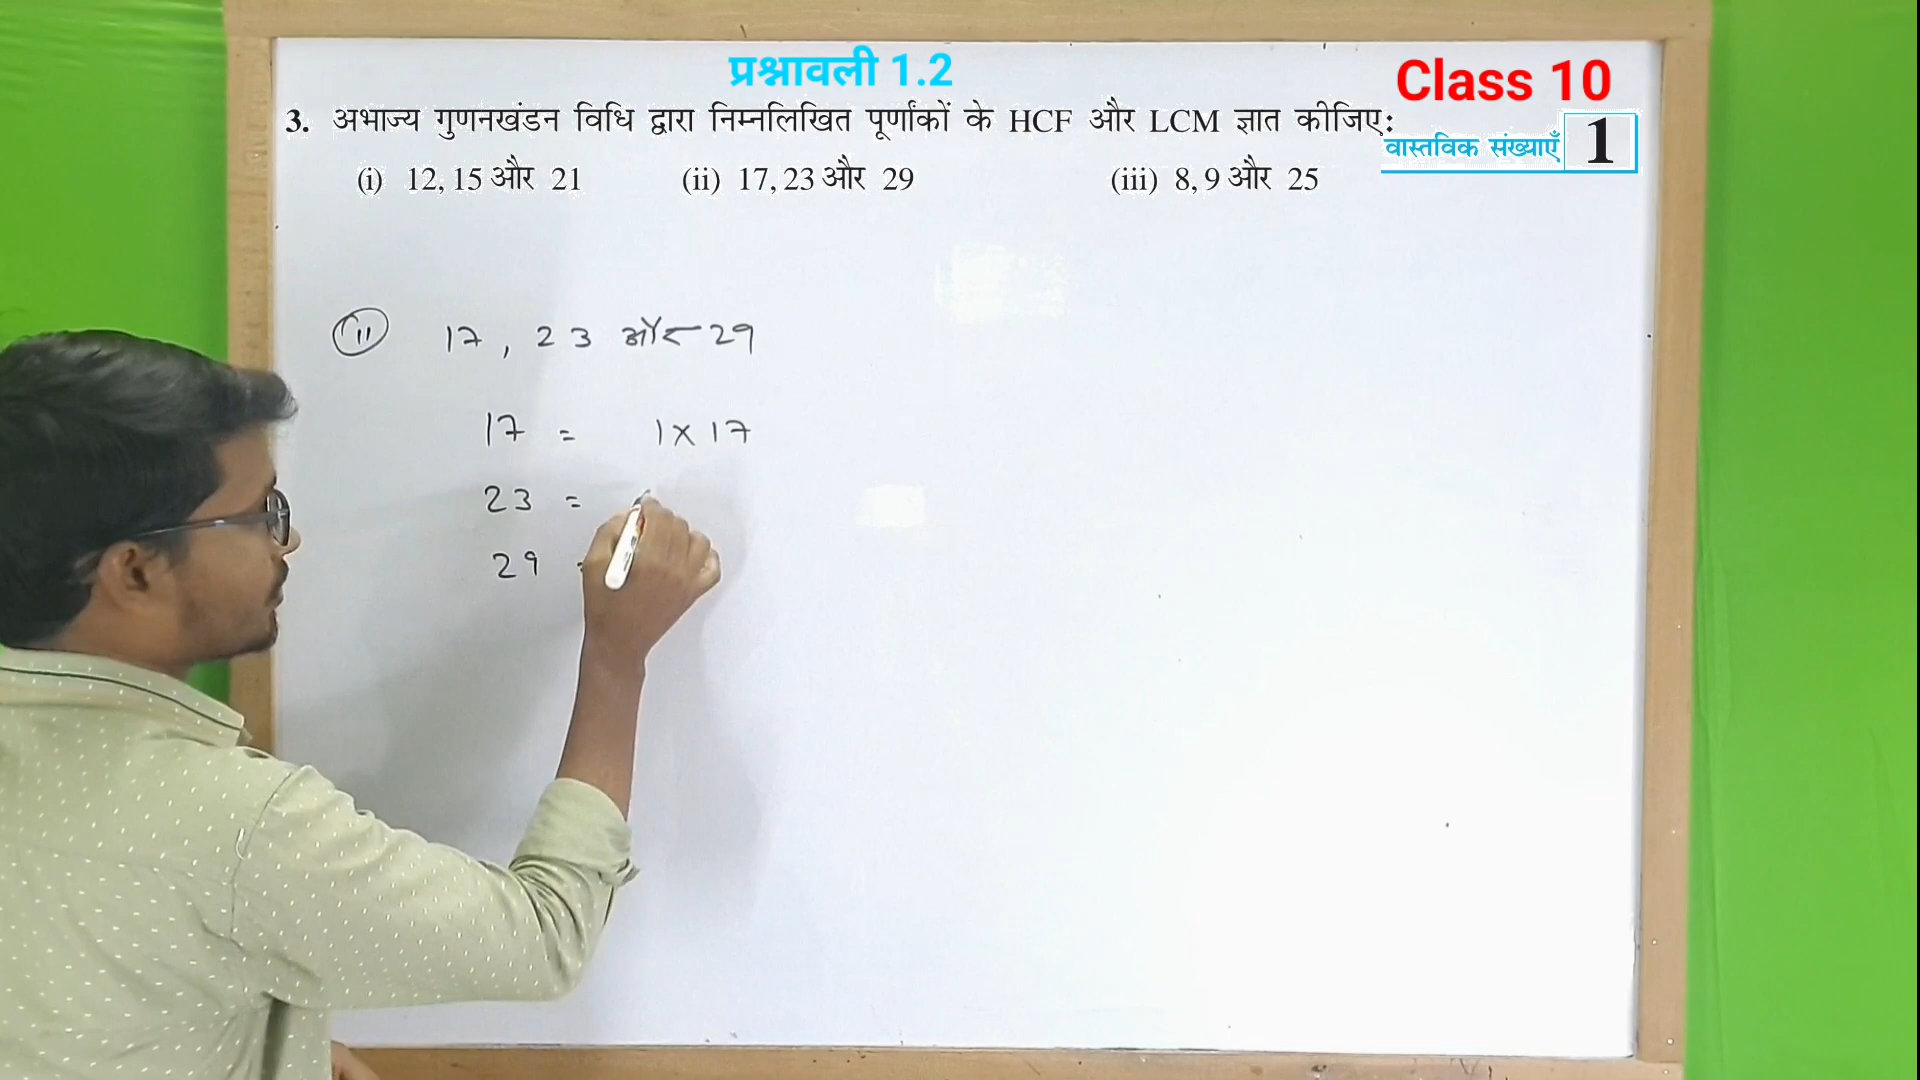 प्रश्नावली 1.2
Class 10
3. अभाज्य गुणनखंडन विधि द्वारा निम्नलिखित पूर्णांकों के HCF और LCM ज्ञात कीजिए:
वास्तविक संख्याएँ 1
(i) 12, 15 और 21 (ii) 17, 23 और 29 (iii) 8, 9 और 25
(ii) 17, 23 और 29
17 = 1 x 17
23 =
29 =